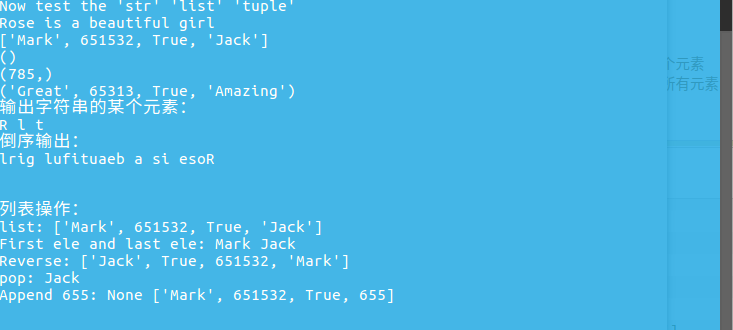 Now test the 'str' 'list' 'tuple'
Rose is a beautiful girl
['Mark', 651532, True, 'Jack']
()
(785,)
('Great', 65313, True, 'Amazing')
输出字符串的某个元素:
R l t
倒序输出:
lrig lufituaeb a si esoR
列表操作:
list: ['Mark', 651532, True, 'Jack']
First ele and last ele: Mark Jack
Reverse: ['Jack', True, 651532, 'Mark']
pop: Jack
Append 655: None ['Mark', 651532, True, 655]
个元素
所有元素